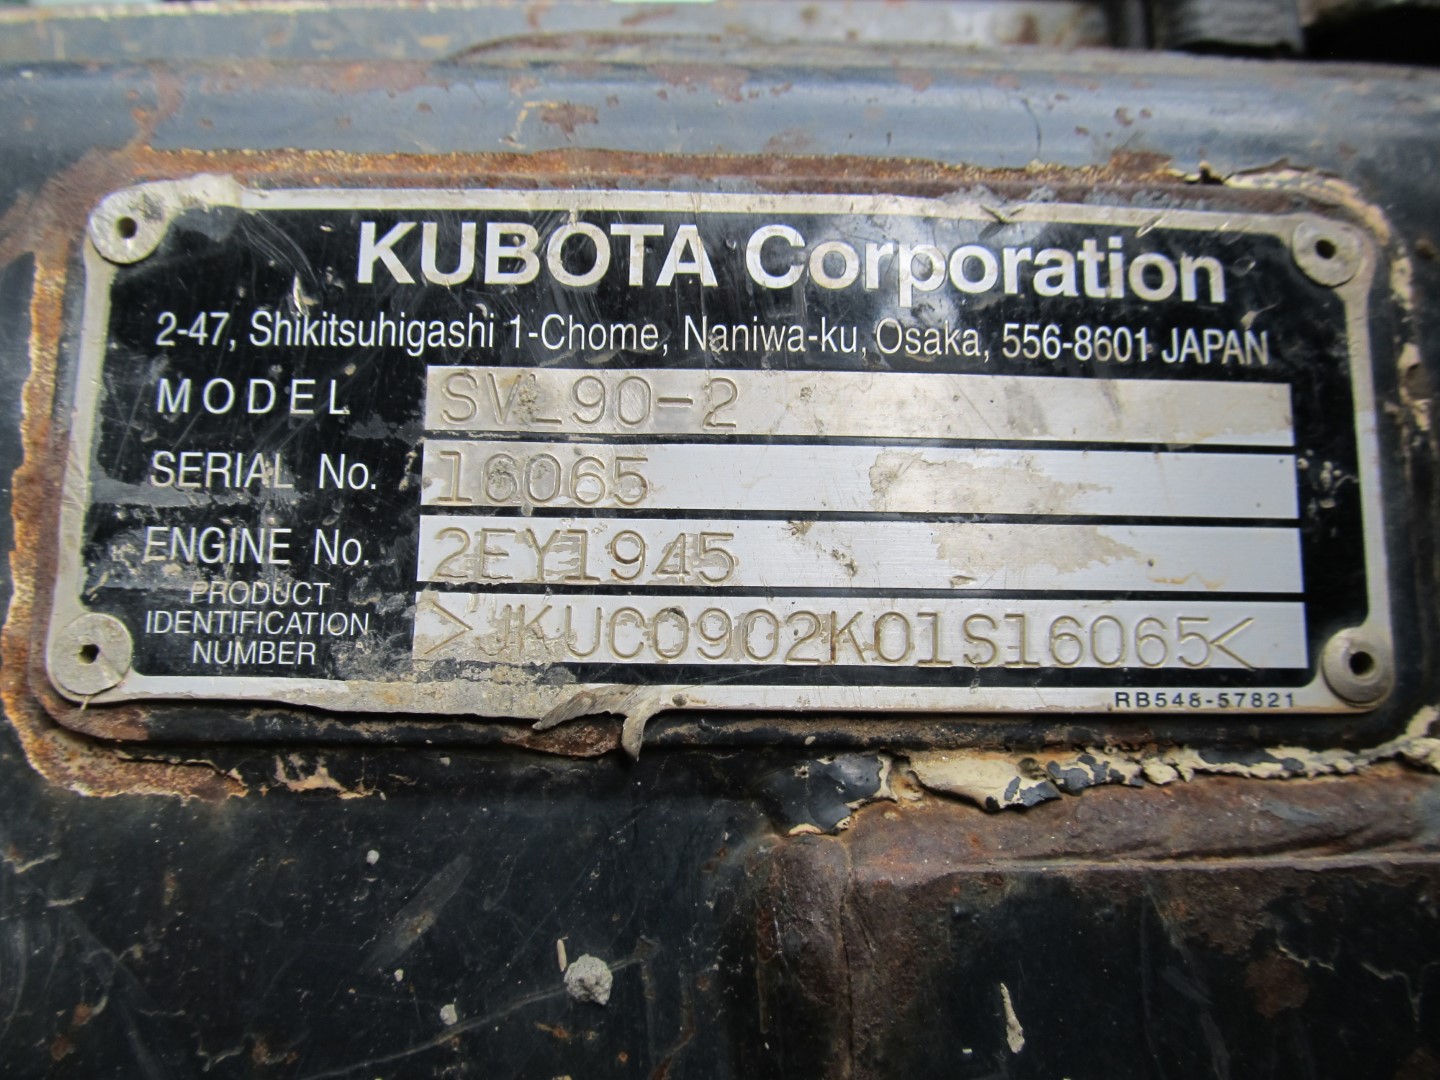 KUBOTA Corporation
2-47, Shikitsuhigashi 1-Chome, Naniwa-ku, Osaka, 556-8601 JAPAN
MODEL SVL90-2
SERIAL No. 16065
ENGINE No. 2EY1945
PRODUCT IDENTIFICATION NUMBER >JKUC0902K01S16065<
RB548-57821